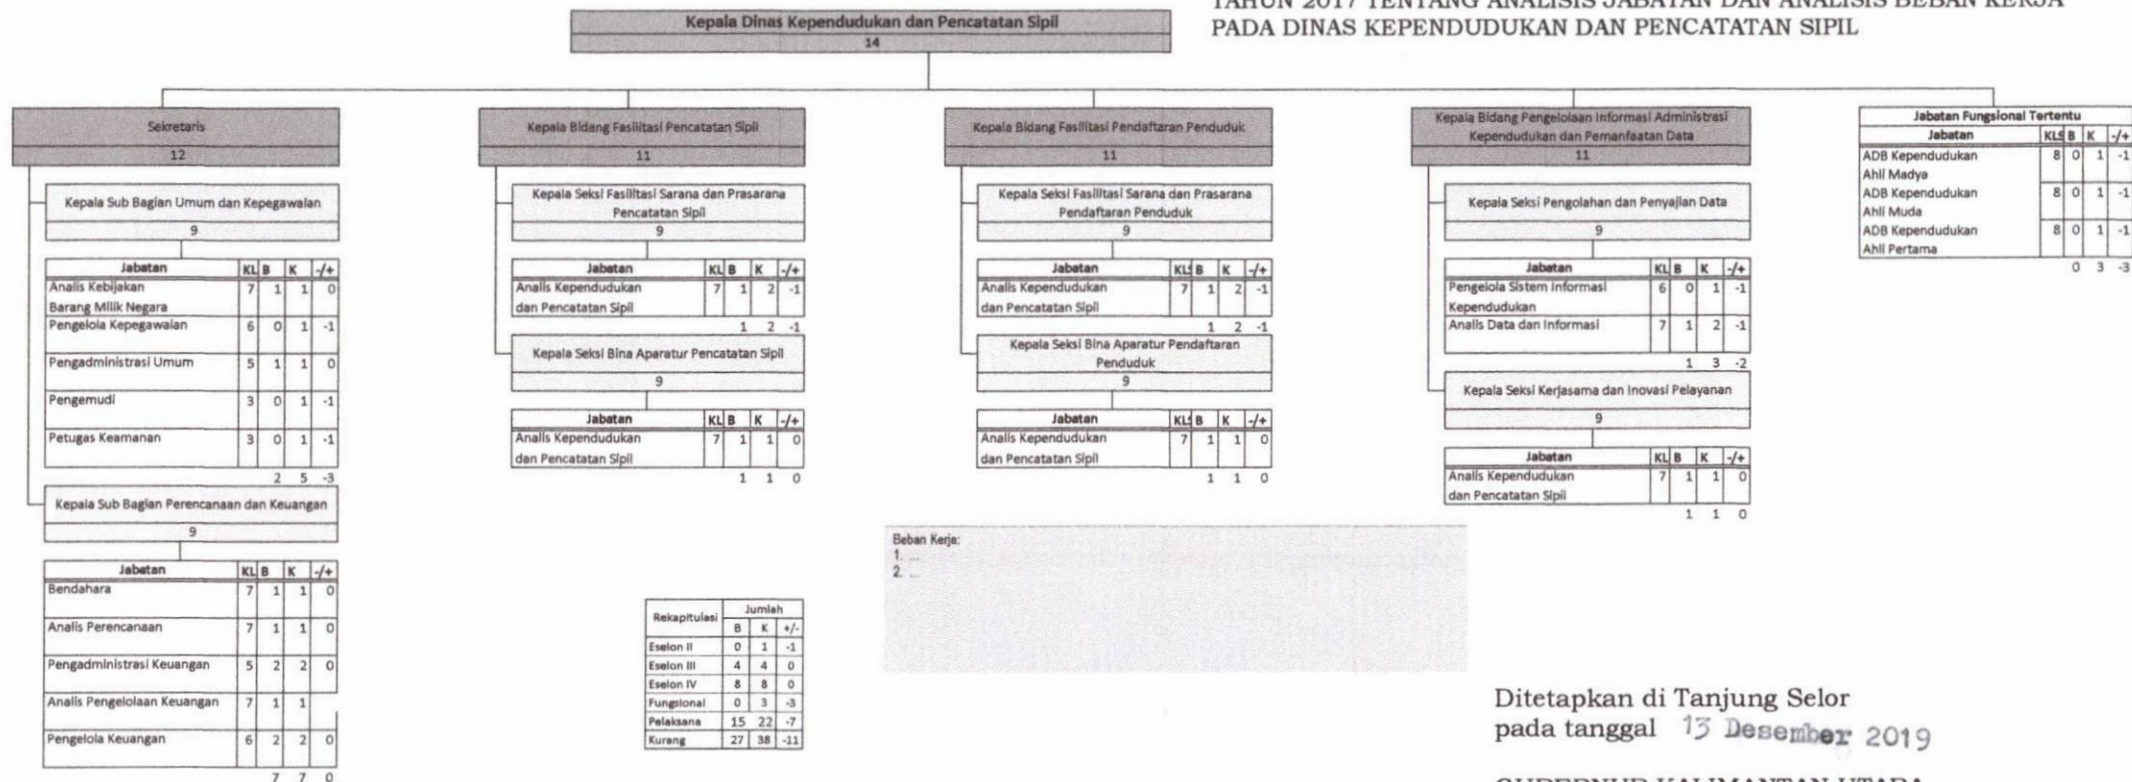 TAHUN 2017 TENTANG ANALISIS JABATAN DAN ANALISIS BEBAN KERJA
PADA DINAS KEPENDUDUKAN DAN PENCATATAN SIPIL
Kepala Dinas Kependudukan dan Pencatatan Sipil
14
Sekretaris
12
Kepala Sub Bagian Umum dan Kepegawaian
9
Jabatan KL B K -/+
Analis Kebijakan 7 1 1 0
Barang Milik Negara
Pengelola Kepegawaian 6 0 1 -1
Pengadministrasi Umum 5 1 1 0
Pengemudi 3 0 1 -1
Petugas Keamanan 3 0 1 -1
2 5 -3
Kepala Sub Bagian Perencanaan dan Keuangan
9
Jabatan KL B K -/+
Bendahara 7 1 1 0
Analis Perencanaan 7 1 1 0
Pengadministrasi Keuangan 5 2 2 0
Analis Pengelolaan Keuangan 7 1 1
Pengelola Keuangan 6 2 2 0
7 7 0
Kepala Bidang Fasilitasi Pencatatan Sipil
11
Kepala Seksi Fasilitasi Sarana dan Prasarana
Pencatatan Sipil
9
Jabatan KL B K -/+
Analis Kependudukan 7 1 2 -1
dan Pencatatan Sipil
1 2 -1
Kepala Seksi Bina Aparatur Pencatatan Sipil
9
Jabatan KL B K -/+
Analis Kependudukan 7 1 1 0
dan Pencatatan Sipil
1 1 0
Kepala Bidang Fasilitasi Pendaftaran Penduduk
11
Kepala Seksi Fasilitasi Sarana dan Prasarana
Pendaftaran Penduduk
9
Jabatan KLS B K -/+
Analis Kependudukan 7 1 2 -1
dan Pencatatan Sipil
1 2 -1
Kepala Seksi Bina Aparatur Pendaftaran
Penduduk
9
Jabatan KLS B K -/+
Analis Kependudukan 7 1 1 0
dan Pencatatan Sipil
1 1 0
Kepala Bidang Pengelolaan Informasi Administrasi
Kependudukan dan Pemanfaatan Data
11
Kepala Seksi Pengolahan dan Penyajian Data
9
Jabatan KL B K -/+
Pengelola Sistem Informasi 6 0 1 -1
Kependudukan
Analis Data dan Informasi 7 1 2 -1
1 3 -2
Kepala Seksi Kerjasama dan Inovasi Pelayanan
9
Jabatan KL B K -/+
Analis Kependudukan 7 1 1 0
dan Pencatatan Sipil
1 1 0
Jabatan Fungsional Tertentu
Jabatan KLS B K -/+
ADB Kependudukan 8 0 1 -1
Ahli Madya
ADB Kependudukan 8 0 1 -1
Ahli Muda
ADB Kependudukan 8 0 1 -1
Ahli Pertama
0 3 -3
Beban Kerja:
1. ...
2. ...
Rekapitulasi Jumlah
B K +/-
Eselon II 0 1 -1
Eselon III 4 4 0
Eselon IV 8 8 0
Fungsional 0 3 -3
Pelaksana 15 22 -7
Kurang 27 38 -11
Ditetapkan di Tanjung Selor
pada tanggal 13 Desember 2019
GUBERNUR KALIMANTAN UTARA